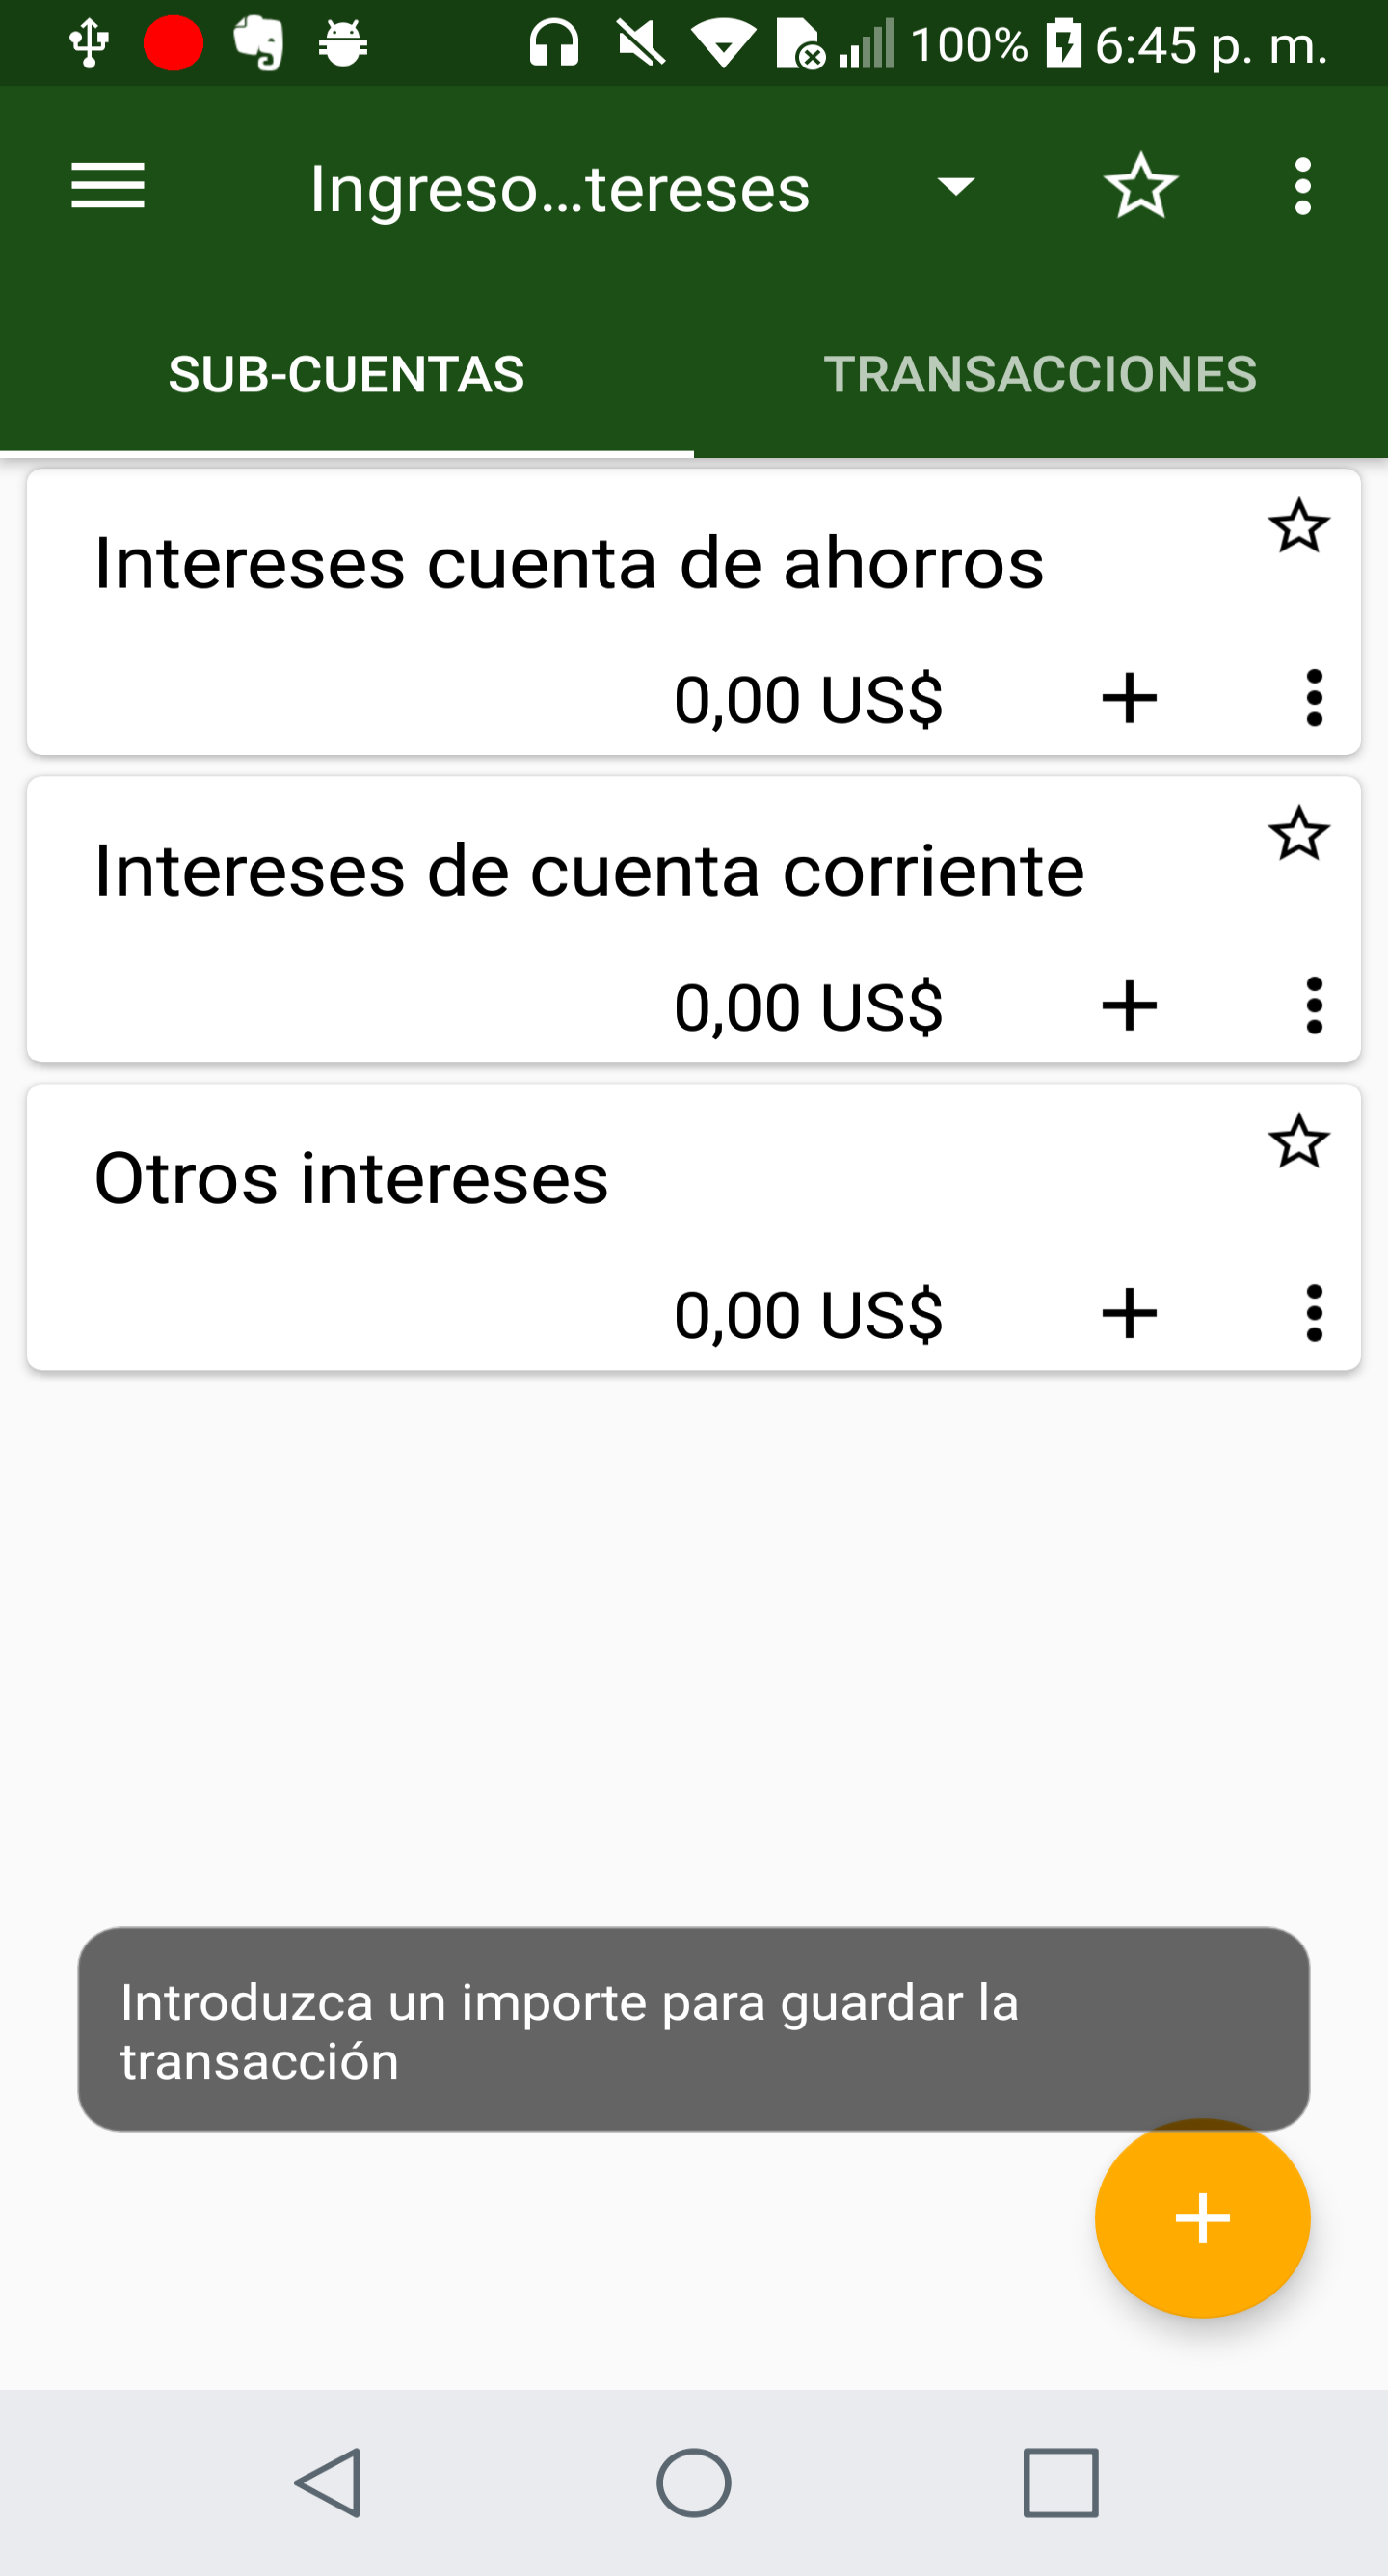 100% 6:45 p. m.
Ingreso...tereses
SUB-CUENTAS TRANSACCIONES
Intereses cuenta de ahorros
0,00 US$
Intereses de cuenta corriente
0,00 US$
Otros intereses
0,00 US$
Introduzca un importe para guardar la
transacción